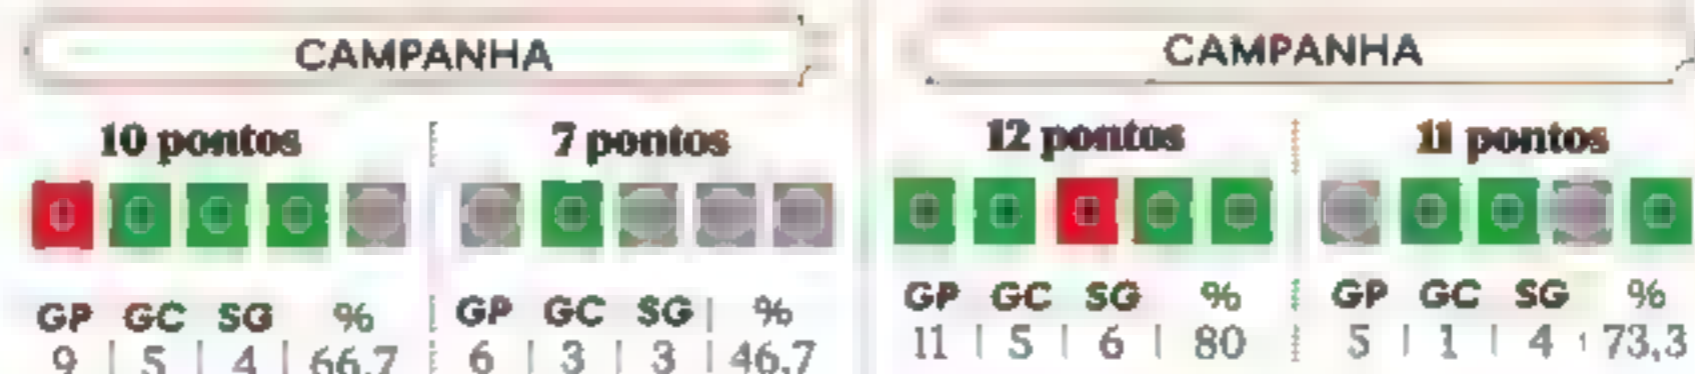 CAMPANHA
10 pontos 7 pontos
GP GC SG % GP GC SG | %
9 | 5 | 4 | 66,7 6 | 3 | 3 | 46,7
CAMPANHA
12 pontos 11 pontos
GP GC SG % GP GC SG %
11 | 5 | 6 | 80 5 | 1 | 4 | 73,3